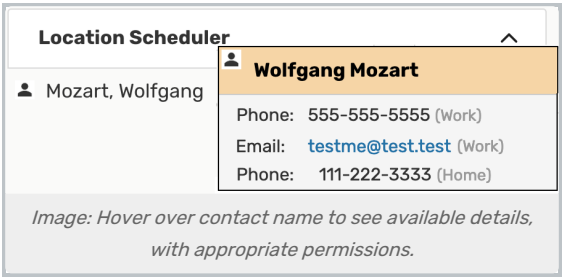 Location Scheduler
Wolfgang Mozart
Mozart, Wolfgang
Phone: 555-555-5555 (Work)
Email: testme@test.test (Work)
Phone: 111-222-3333 (Home)
Image: Hover over contact name to see available details,
with appropriate permissions.